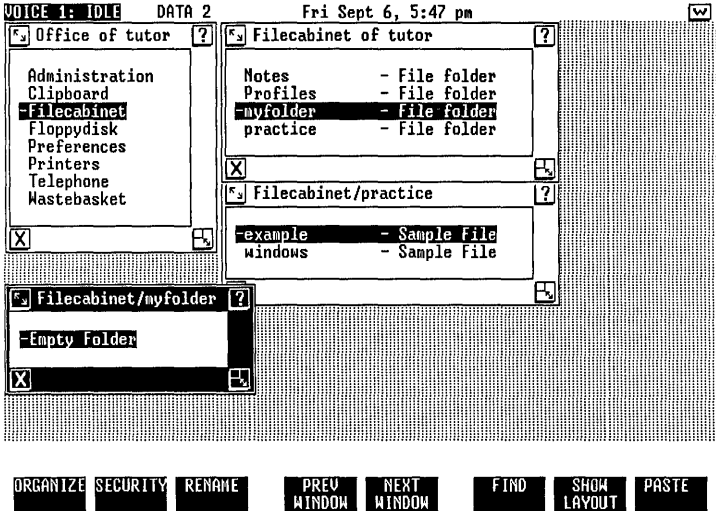 VOICE 1: IDLE DATA 2 Fri Sept 6, 5:47 pm W
Office of tutor ?
Administration
Clipboard
-Filecabinet
Floppydisk
Preferences
Printers
Telephone
Wastebasket
X
Filecabinet of tutor ?
Notes - File folder
Profiles - File folder
-myfolder - File folder
practice - File folder
X
Filecabinet/practice ?
-example - Sample File
windows - Sample File
Filecabinet/myfolder ?
-Empty Folder
X
ORGANIZE SECURITY RENAME PREV WINDOW NEXT WINDOW FIND SHOW LAYOUT PASTE